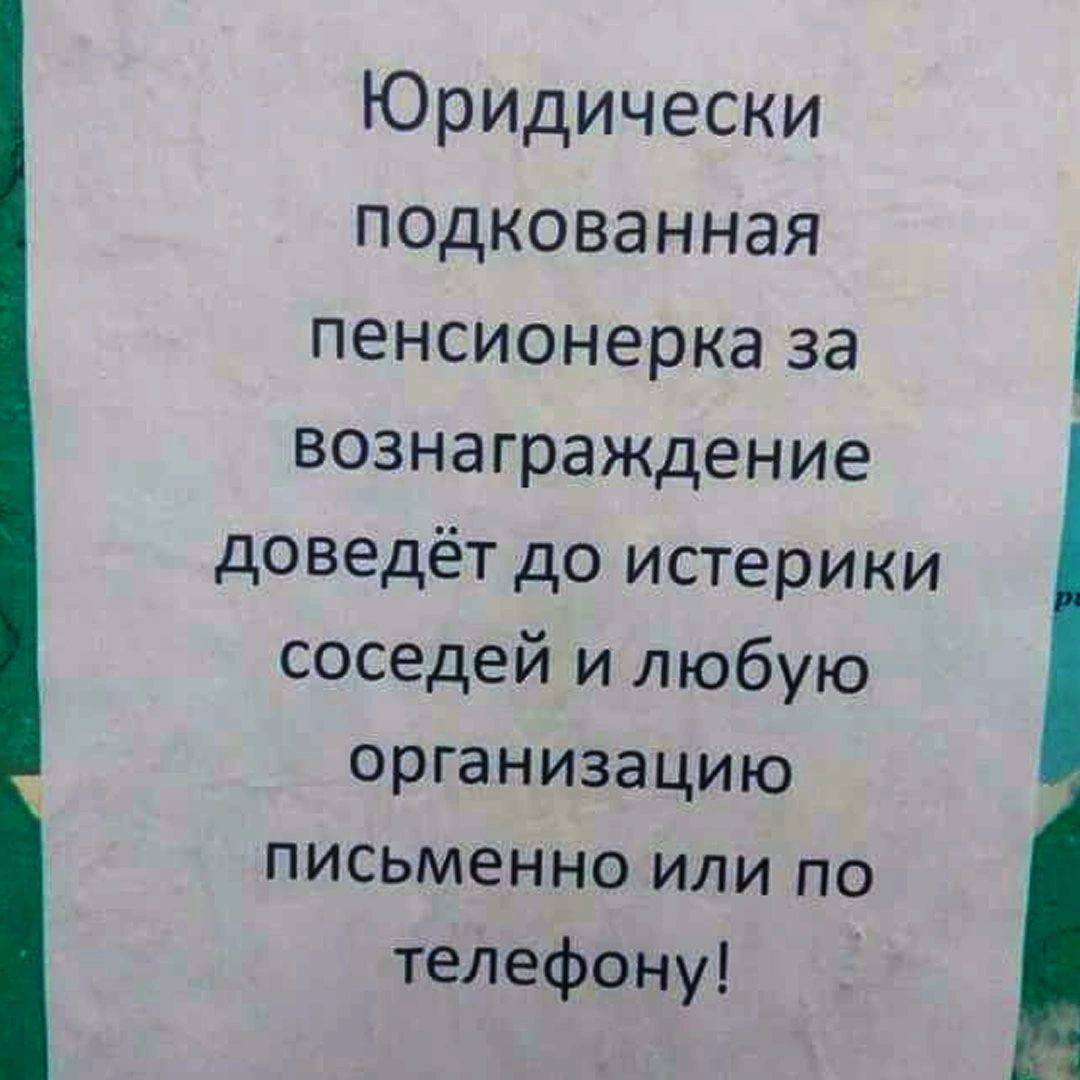 Юридически
подкованная
пенсионерка за
вознаграждение
доведёт до истерики
соседей и любую
организацию
письменно или по
телефону!